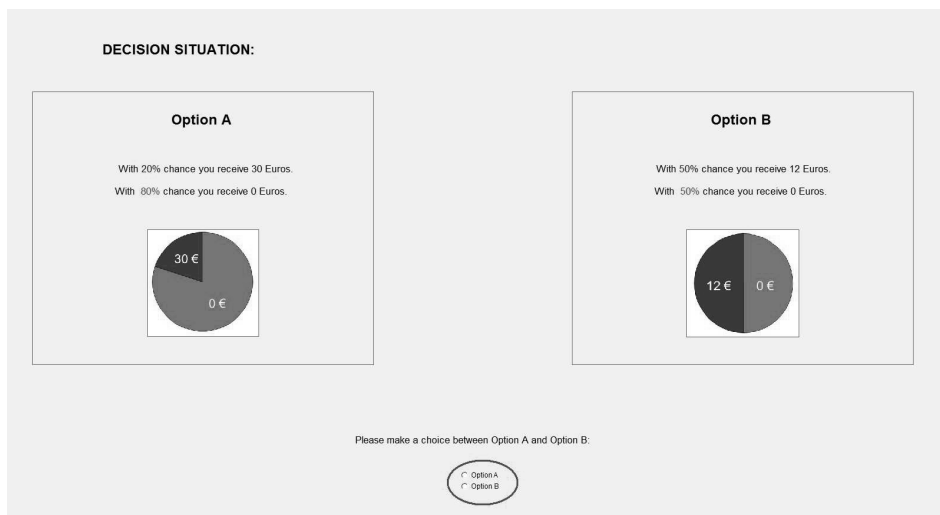 DECISION SITUATION:
Option A
With 20% chance you receive 30 Euros.
With 80% chance you receive 0 Euros.
30 €
0 €
Option B
With 50% chance you receive 12 Euros.
With 50% chance you receive 0 Euros.
12 €
0 €
Please make a choice between Option A and Option B:
Option A
Option B